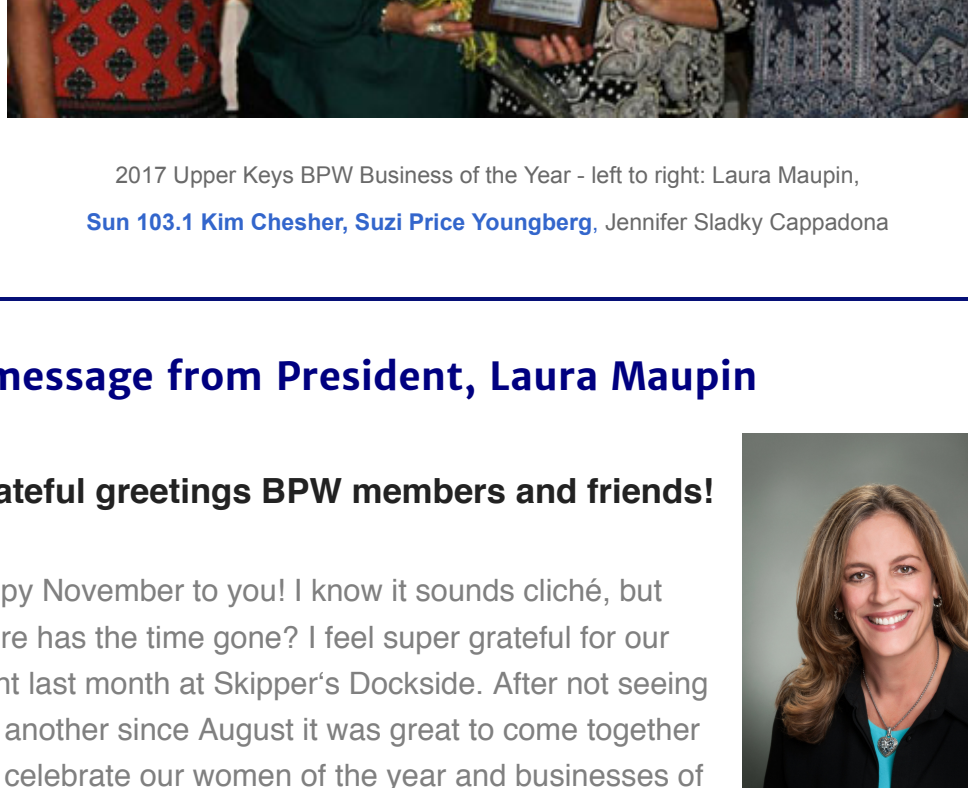 2017 Upper Keys BPW Business of the Year - left to right: Laura Maupin,
Sun 103.1 Kim Chesher, Suzi Price Youngberg, Jennifer Sladky Cappadona
message from President, Laura Maupin
ateful greetings BPW members and friends!
py November to you! I know it sounds cliché, but
re has the time gone? I feel super grateful for our
nt last month at Skipper‘s Dockside. After not seeing
another since August it was great to come together
celebrate our women of the year and businesses of